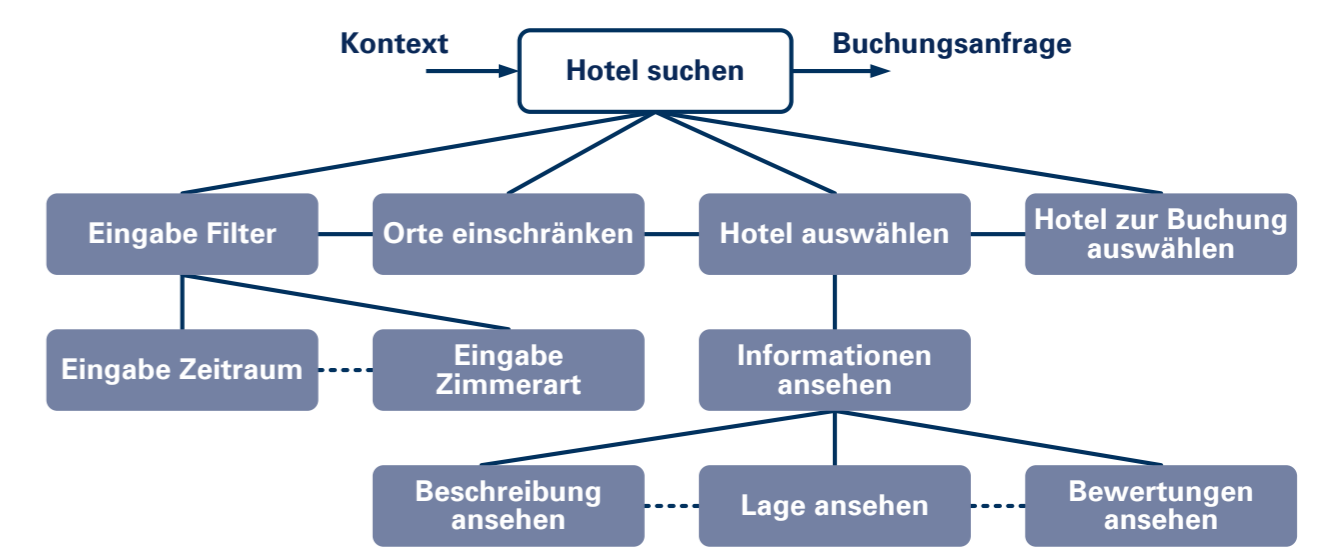 Kontext
Hotel suchen
Buchungsanfrage
Eingabe Filter
Orte einschränken
Hotel auswählen
Hotel zur Buchung
auswählen
Eingabe Zeitraum
Eingabe
Zimmerart
Informationen
ansehen
Beschreibung
ansehen
Lage ansehen
Bewertungen
ansehen